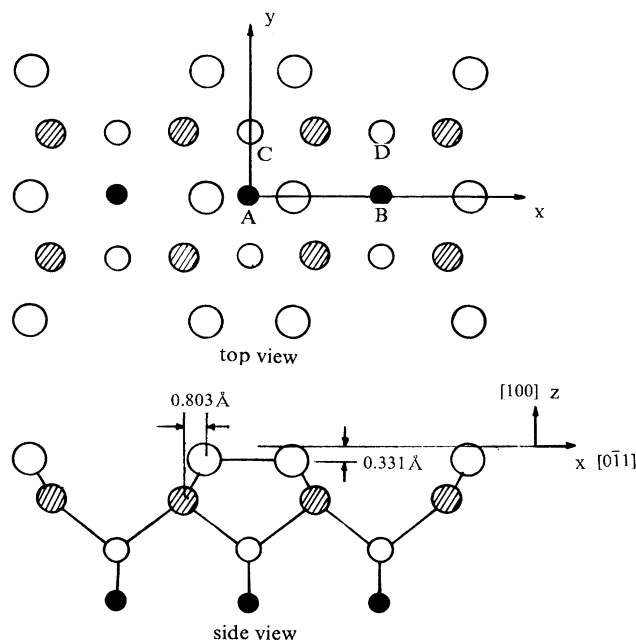 y
C
D
A
B
x
top view
0.803 Å
[100] z
0.331 Å
x [01̄1]
side view